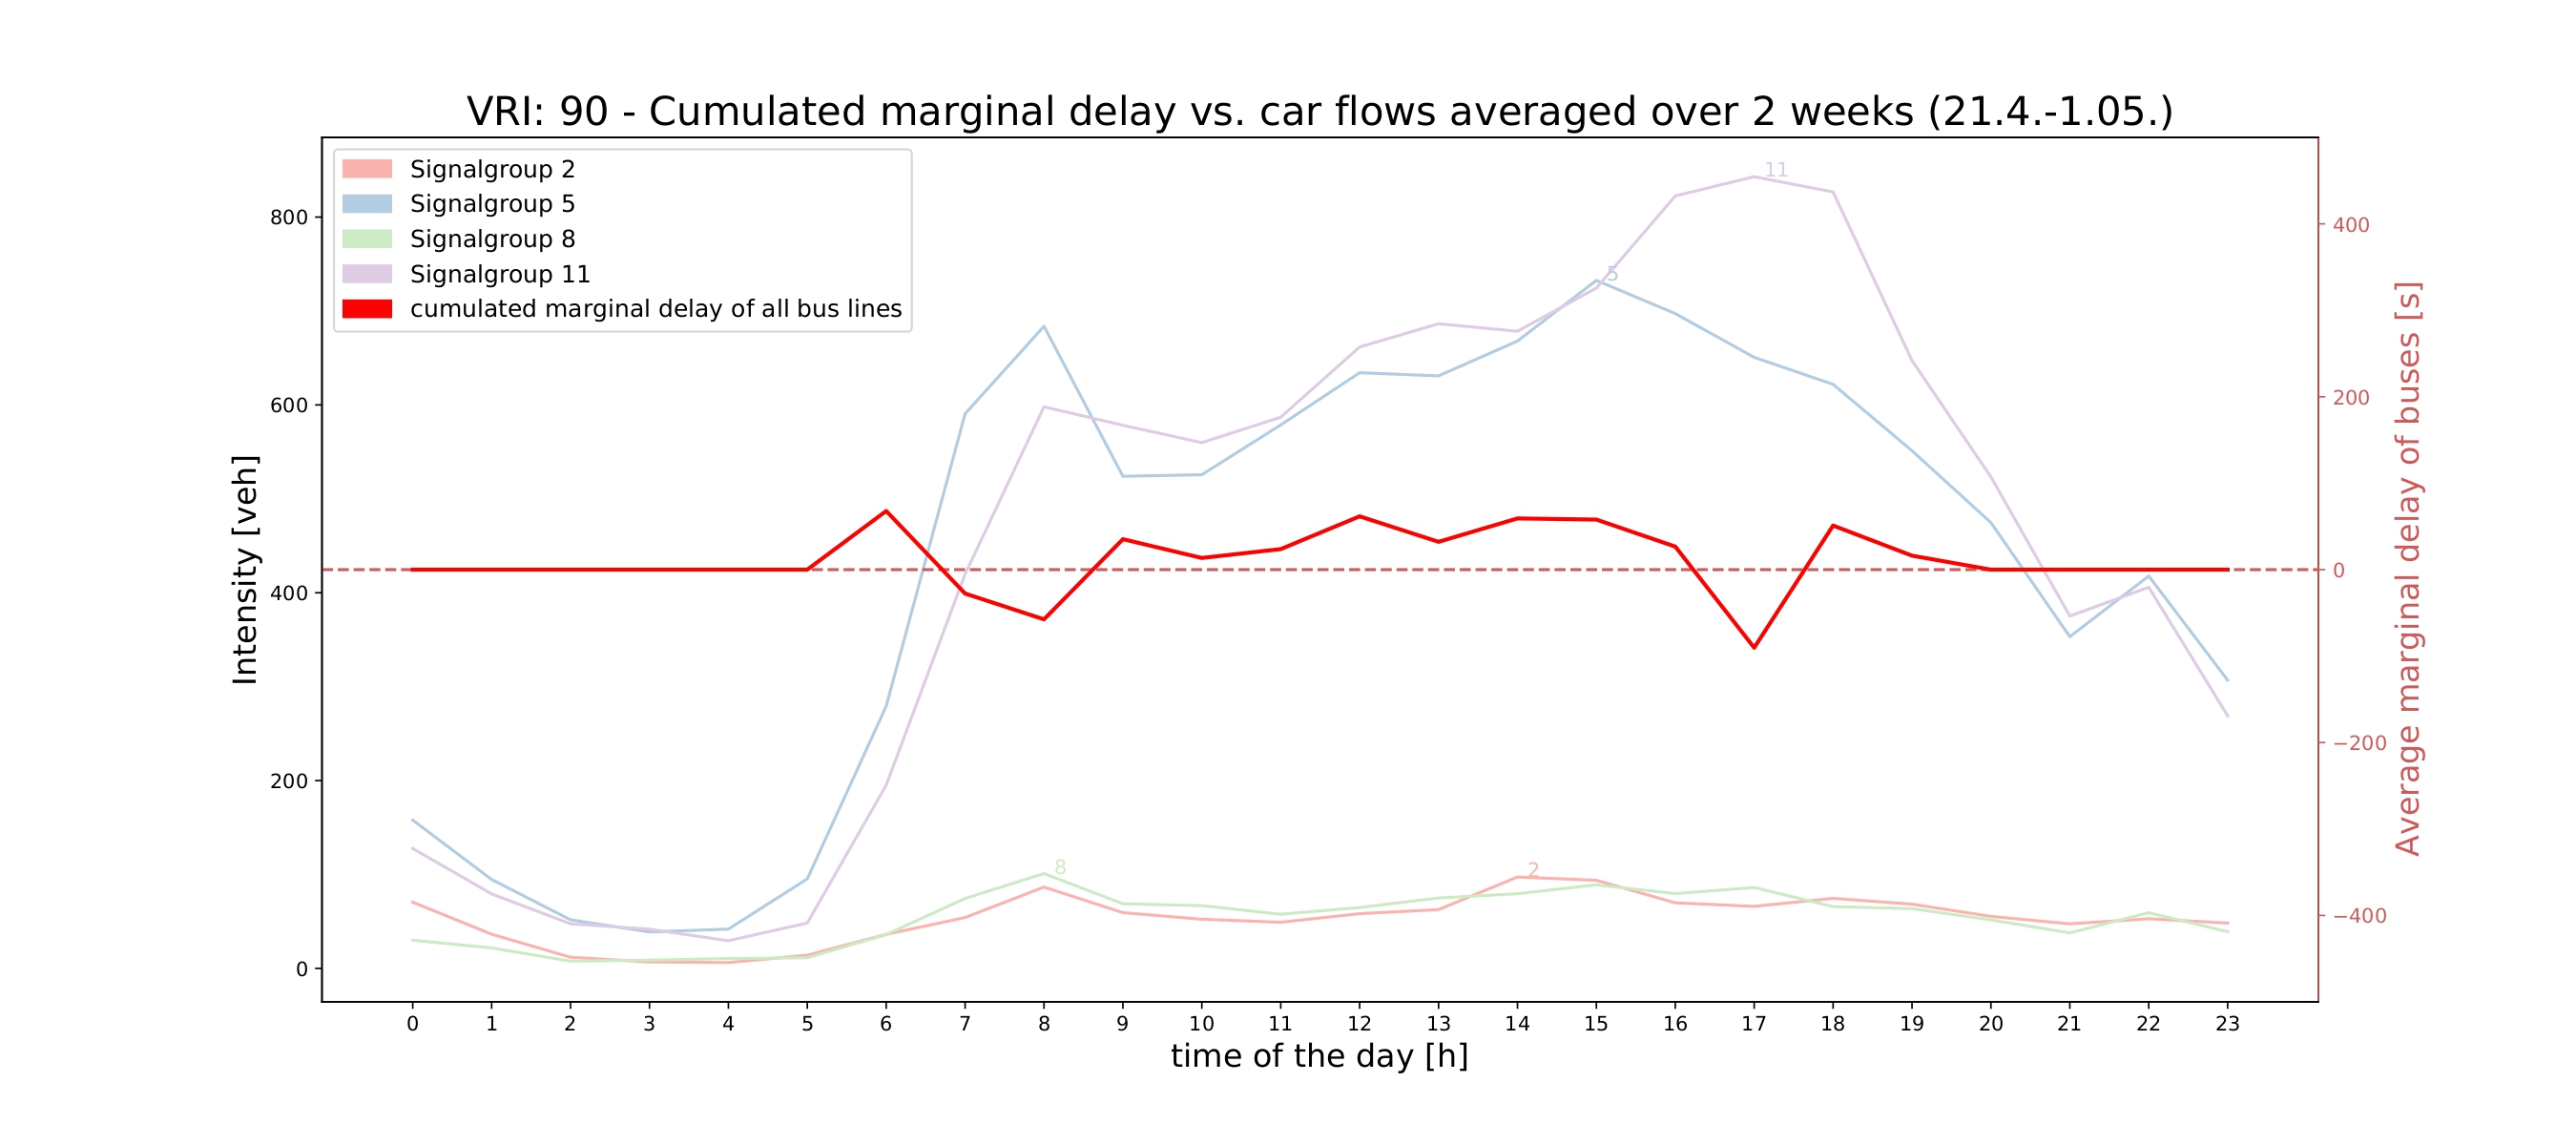 VRI: 90 - Cumulated marginal delay vs. car flows averaged over 2 weeks (21.4.-1.05.)
Signalgroup 2
Signalgroup 5
Signalgroup 8
Signalgroup 11
cumulated marginal delay of all bus lines
11
5
8
2
800
600
400
200
0
Intensity [veh]
400
200
0
−200
−400
Average marginal delay of buses [s]
0 1 2 3 4 5 6 7 8 9 10 11 12 13 14 15 16 17 18 19 20 21 22 23
time of the day [h]